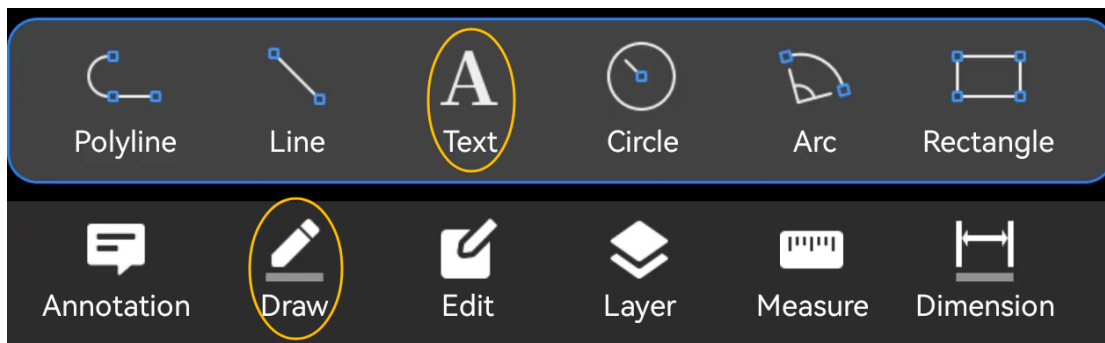 Polyline Line Text Circle Arc Rectangle
Annotation Draw Edit Layer Measure Dimension